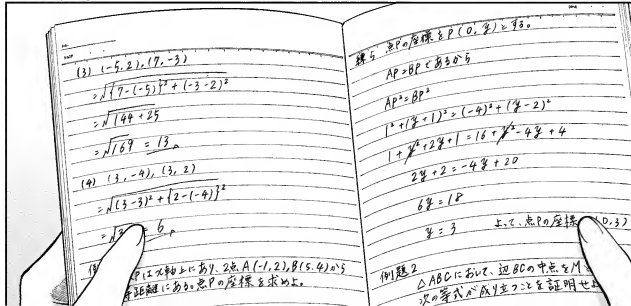 (3) (-5.2), (7, -3)
=√{7-(-5)}²+(-3-2)²
=√144+25
=√169 = 13
(4) (3, -4), (3, 2)
=√(3-3)²+{2-(-4)}²
= 6
Pはx軸上にあり、2点A(-1,2),B(5.4)から
等距離にある。点Pの座標を求めよ。
練5 点Pの座標をP(0, y)とする。
AP=BPであるから
AP²=BP²
1²+(y+1)²=(-4)²+(y-2)²
1+y²+2y+1=16+y²-4y+4
2y+2=-4y+20
6y=18
y=3 よって、点Pの座標 (0,3)
例題2
△ABCにおいて、辺BCの中点をM
次の等式が成り立つことを証明せよ